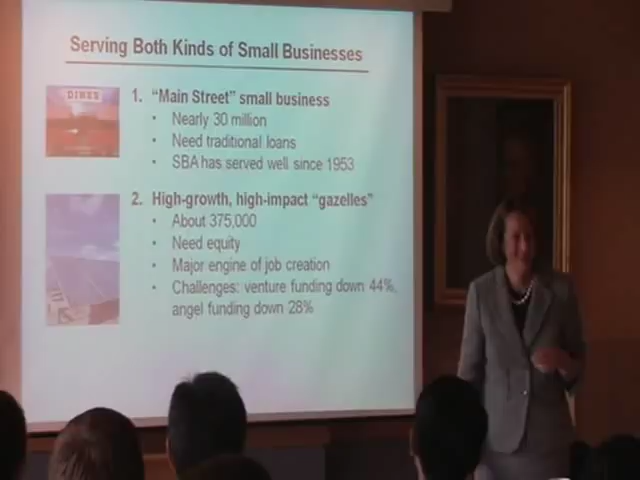 Serving Both Kinds of Small Businesses
DINER
1. "Main Street" small business
• Nearly 30 million
• Need traditional loans
• SBA has served well since 1953
2. High-growth, high-impact "gazelles"
• About 375,000
• Need equity
• Major engine of job creation
• Challenges: venture funding down 44%,
angel funding down 28%